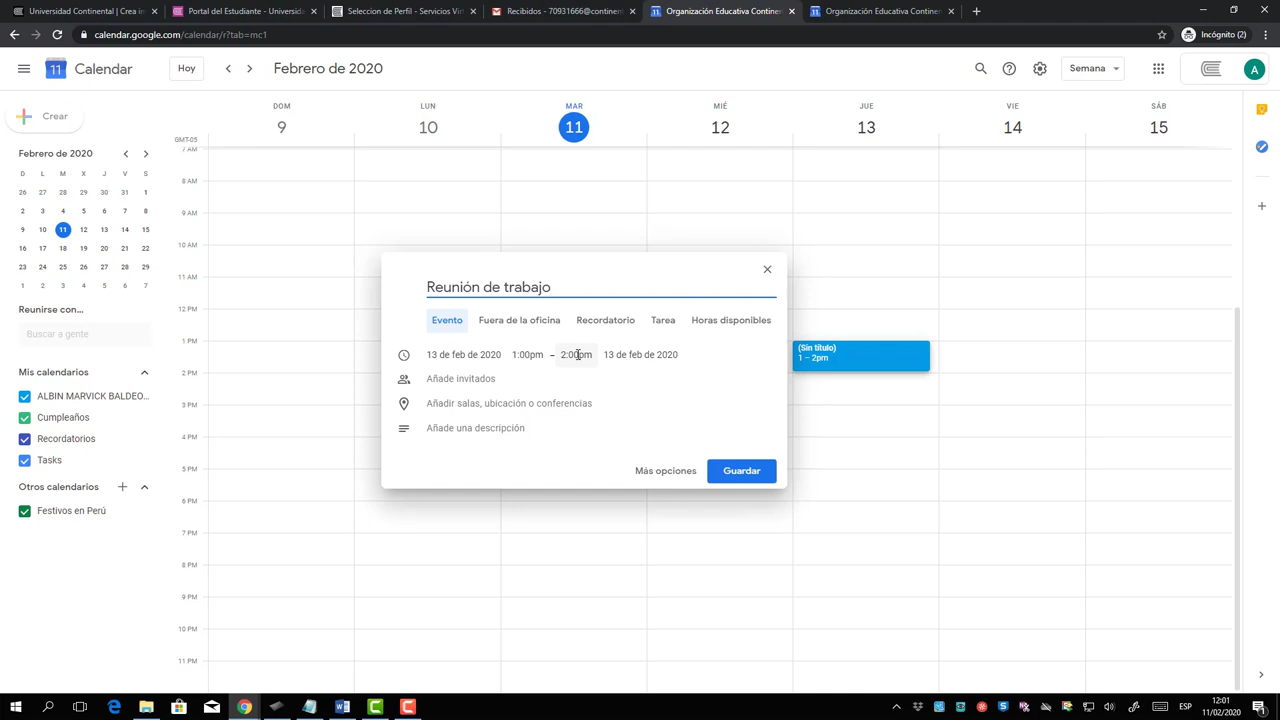 Universidad Continental | Crea in
Portal del Estudiante - Universida
Selección de Perfil - Servicios Vir
Recibidos - 70931666@continen
Organización Educativa Continen
Organización Educativa Continen
calendar.google.com/calendar/r?tab=mc1
Incógnito (2)
11
Calendar
Hoy
Febrero de 2020
Semana
A
Crear
DOM
LUN
MAR
MIÉ
JUE
VIE
SÁB
9
10
11
12
13
14
15
GMT-05
Febrero de 2020
D L M X J V S
26 27 28 29 30 31 1
2 3 4 5 6 7 8
9 10 11 12 13 14 15
16 17 18 19 20 21 22
23 24 25 26 27 28 29
1 2 3 4 5 6 7
Reunirse con...
Buscar a gente
Mis calendarios
ALBIN MARVICK BALDEO...
Cumpleaños
Recordatorios
Tasks
Otros calendarios
Festivos en Perú
7 AM
8 AM
9 AM
10 AM
11 AM
12 PM
1 PM
2 PM
3 PM
4 PM
5 PM
6 PM
7 PM
8 PM
9 PM
10 PM
11 PM
Reunión de trabajo
Evento
Fuera de la oficina
Recordatorio
Tarea
Horas disponibles
13 de feb de 2020 1:00pm – 2:00pm 13 de feb de 2020
Añade invitados
Añadir salas, ubicación o conferencias
Añade una descripción
Más opciones
Guardar
(Sin título)
1 – 2pm
ESP
12:01
11/02/2020